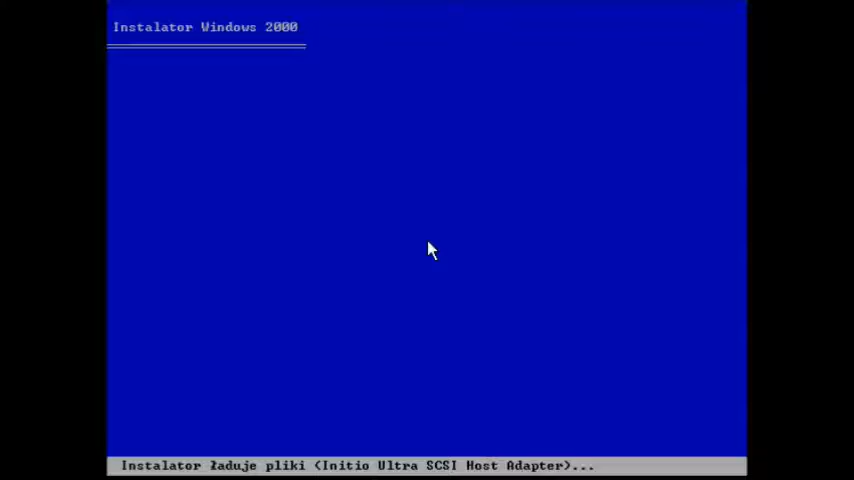 Instalator Windows 2000
Instalator ładuje pliki (Initio Ultra SCSI Host Adapter)...